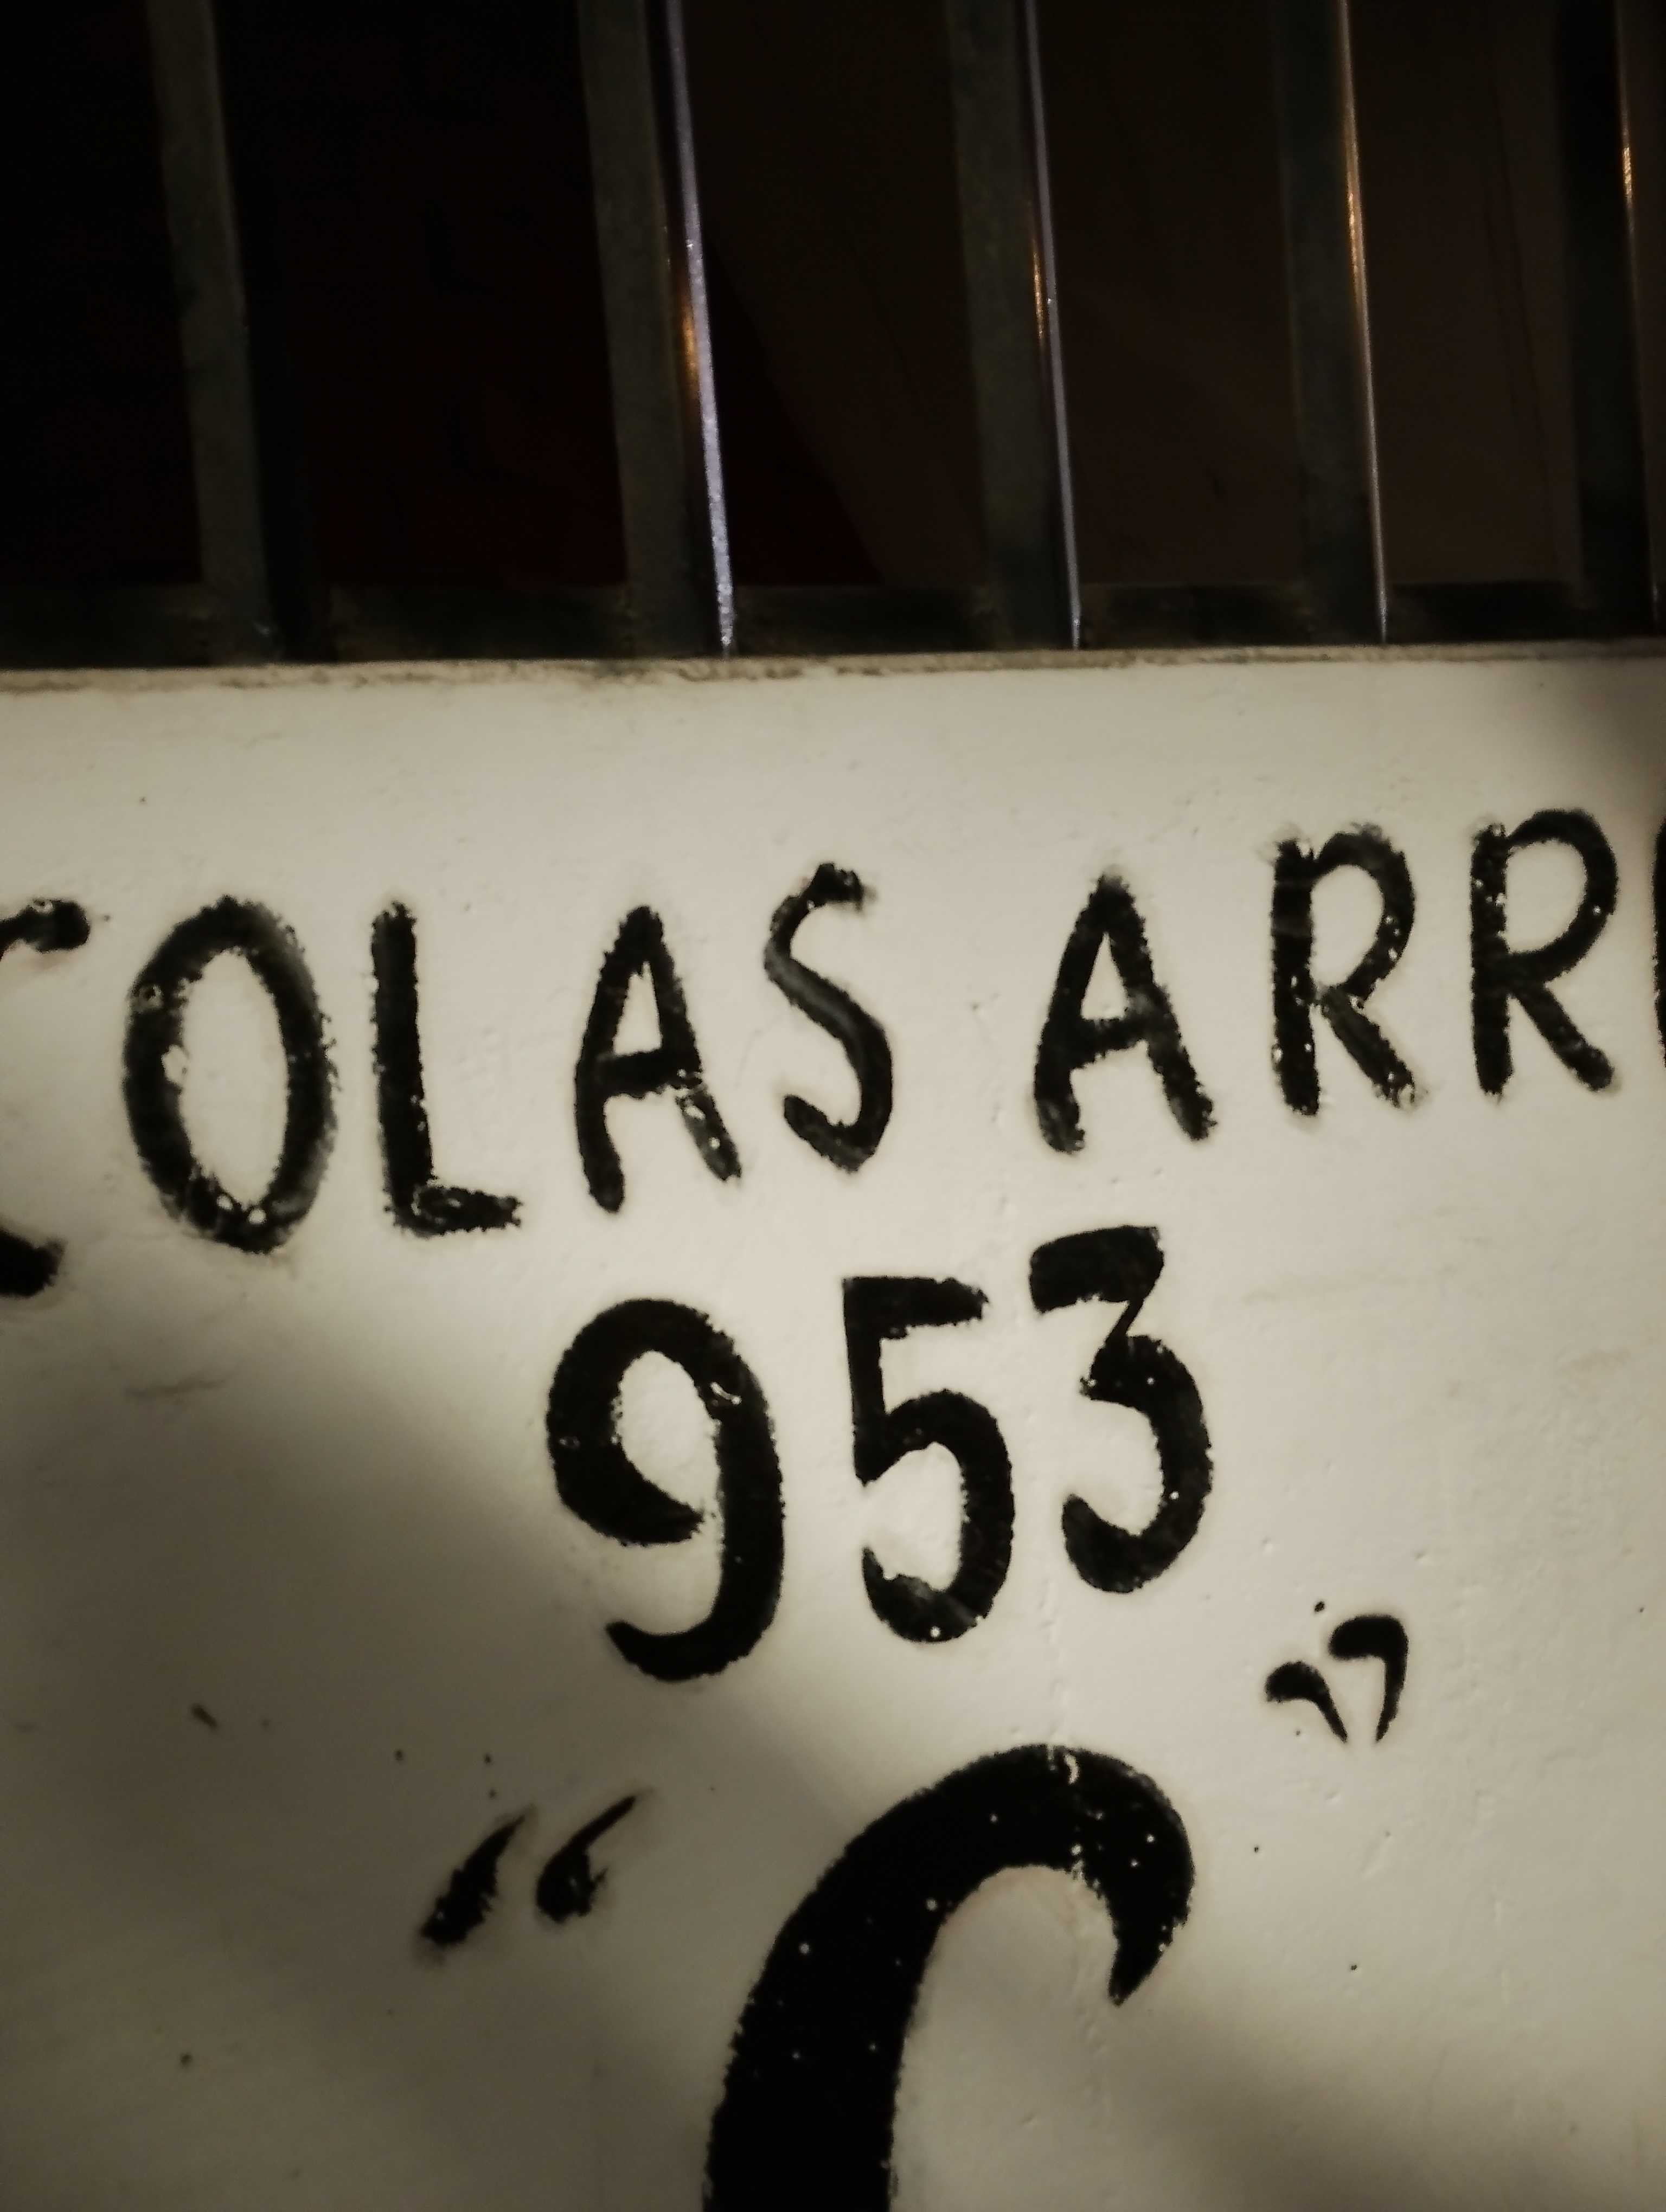 COLAS ARR
953
“C”